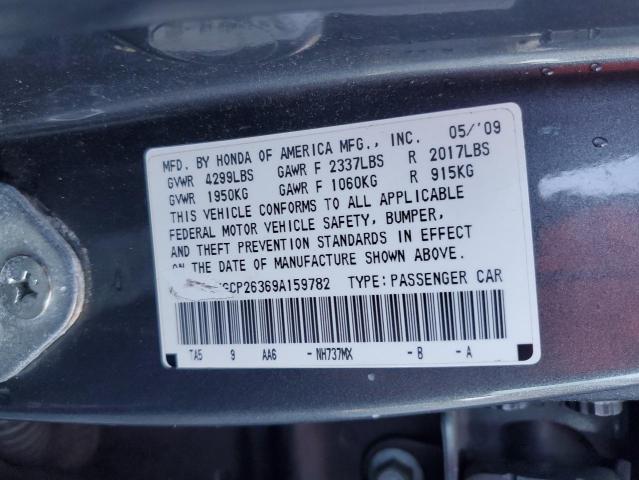 MFD. BY HONDA OF AMERICA MFG., INC. 05/'09
GVWR 4299LBS GAWR F 2337LBS R 2017LBS
GVWR 1950KG GAWR F 1060KG R 915KG
THIS VEHICLE CONFORMS TO ALL APPLICABLE
FEDERAL MOTOR VEHICLE SAFETY, BUMPER,
AND THEFT PREVENTION STANDARDS IN EFFECT
ON THE DATE OF MANUFACTURE SHOWN ABOVE.
CP26369A159782 TYPE: PASSENGER CAR
TA5 9 AA6 -NH737MX -B -A